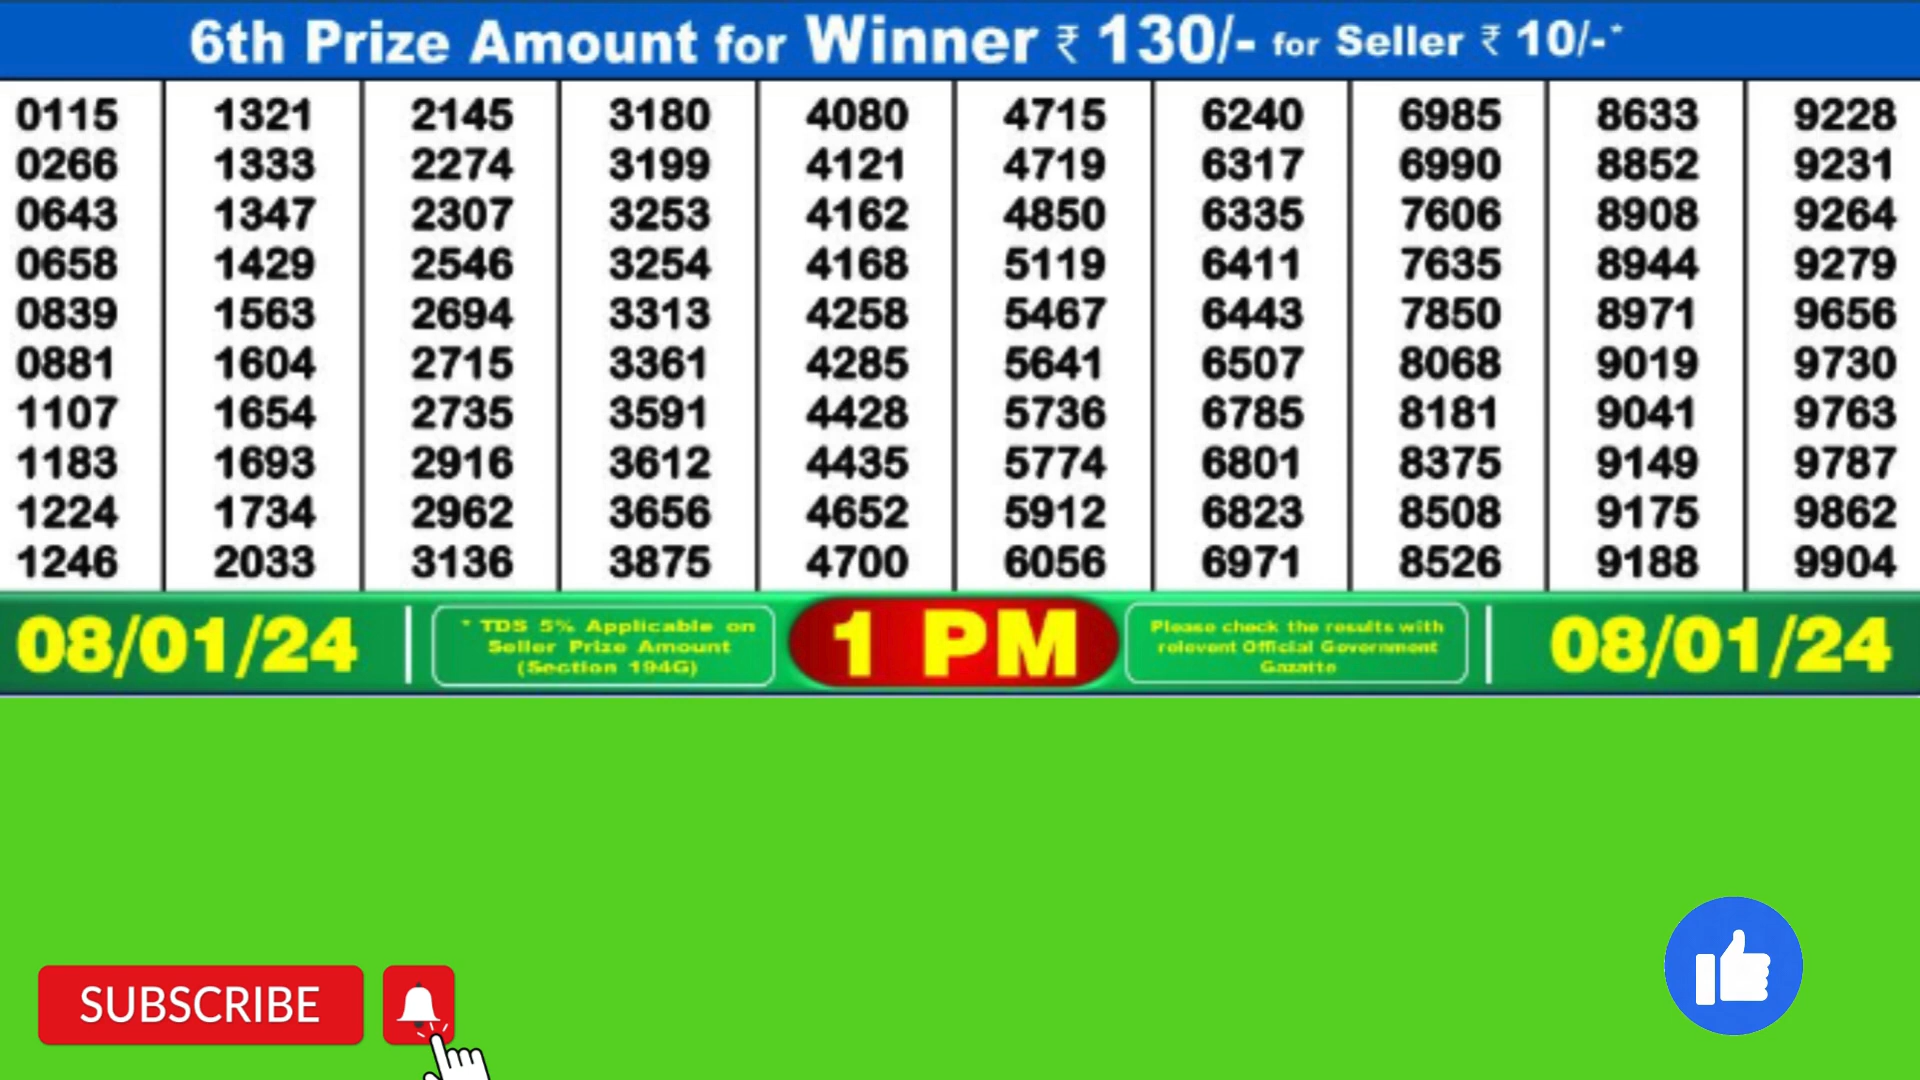 6th Prize Amount for Winner ₹ 130/- for Seller ₹ 10/-*
0115 1321 2145 3180 4080 4715 6240 6985 8633 9228
0266 1333 2274 3199 4121 4719 6317 6990 8852 9231
0643 1347 2307 3253 4162 4850 6335 7606 8908 9264
0658 1429 2546 3254 4168 5119 6411 7635 8944 9279
0839 1563 2694 3313 4258 5467 6443 7850 8971 9656
0881 1604 2715 3361 4285 5641 6507 8068 9019 9730
1107 1654 2735 3591 4428 5736 6785 8181 9041 9763
1183 1693 2916 3612 4435 5774 6801 8375 9149 9787
1224 1734 2962 3656 4652 5912 6823 8508 9175 9862
1246 2033 3136 3875 4700 6056 6971 8526 9188 9904
08/01/24
* TDS 5% Applicable on
Seller Prize Amount
(Section 194G)
1 PM
Please check the results with
relevent Official Government
Gazatte
08/01/24
SUBSCRIBE